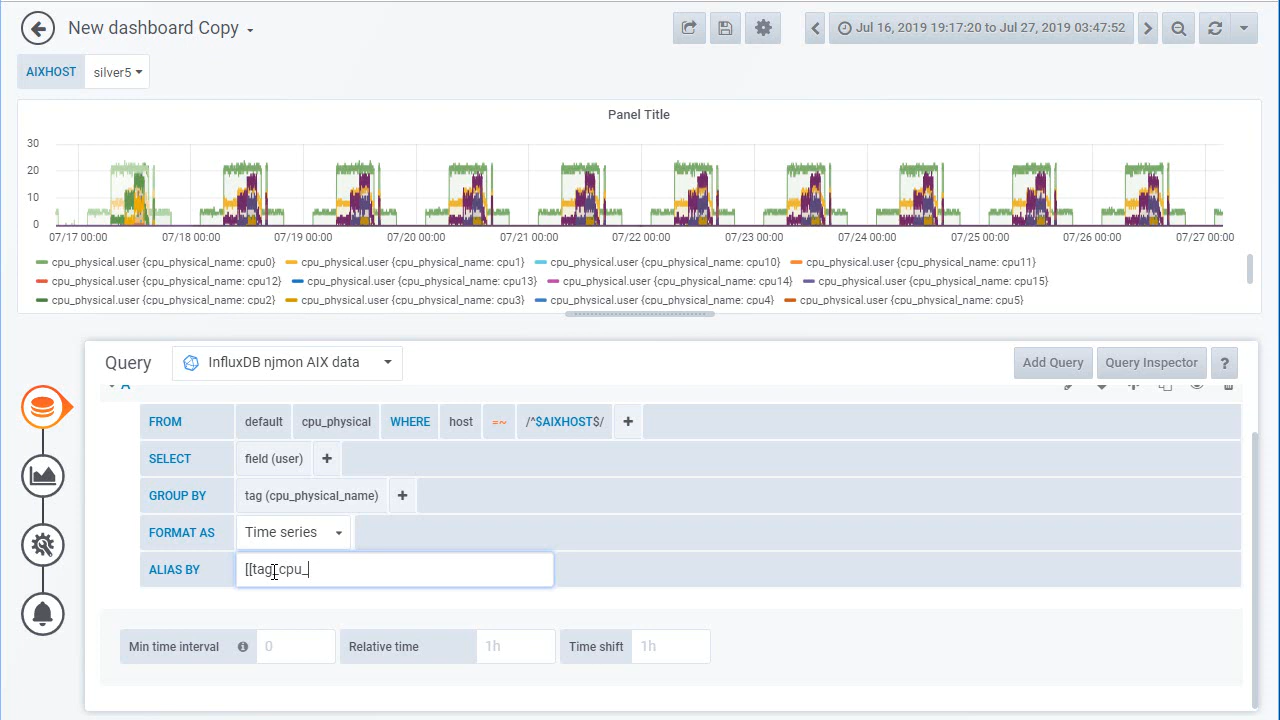 New dashboard Copy
Jul 16, 2019 19:17:20 to Jul 27, 2019 03:47:52
AIXHOST silver5
Panel Title
30
20
10
0
07/17 00:00 07/18 00:00 07/19 00:00 07/20 00:00 07/21 00:00 07/22 00:00 07/23 00:00 07/24 00:00 07/25 00:00 07/26 00:00 07/27 00:00
cpu_physical.user {cpu_physical_name: cpu0} cpu_physical.user {cpu_physical_name: cpu1} cpu_physical.user {cpu_physical_name: cpu10} cpu_physical.user {cpu_physical_name: cpu11}
cpu_physical.user {cpu_physical_name: cpu12} cpu_physical.user {cpu_physical_name: cpu13} cpu_physical.user {cpu_physical_name: cpu14} cpu_physical.user {cpu_physical_name: cpu15}
cpu_physical.user {cpu_physical_name: cpu2} cpu_physical.user {cpu_physical_name: cpu3} cpu_physical.user {cpu_physical_name: cpu4} cpu_physical.user {cpu_physical_name: cpu5}
Query InfluxDB njmon AIX data Add Query Query Inspector ?
A
FROM default cpu_physical WHERE host =~ /^$AIXHOST$/ +
SELECT field (user) +
GROUP BY tag (cpu_physical_name) +
FORMAT AS Time series
ALIAS BY [[tag_cpu_
Min time interval 0 Relative time 1h Time shift 1h